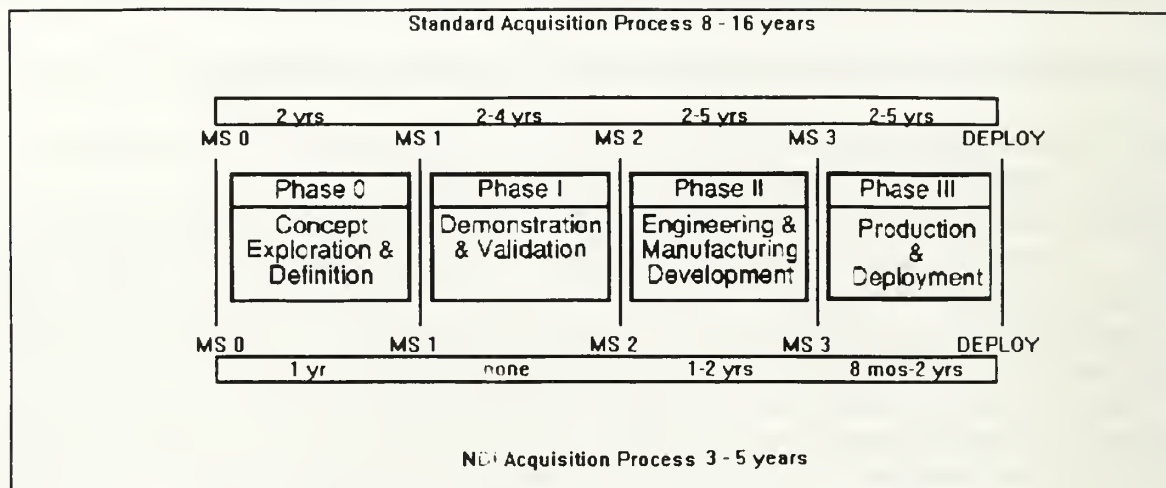 Standard Acquisition Process 8 - 16 years
2 yrs 2-4 yrs 2-5 yrs 2-5 yrs
MS 0 MS 1 MS 2 MS 3 DEPLOY
Phase 0 Phase I Phase II Phase III
Concept
Exploration &
Definition
Demonstration
& Validation
Engineering &
Manufacturing
Development
Production
&
Deployment
MS 0 MS 1 MS 2 MS 3 DEPLOY
1 yr none 1-2 yrs 8 mos-2 yrs
NDI Acquisition Process 3 - 5 years